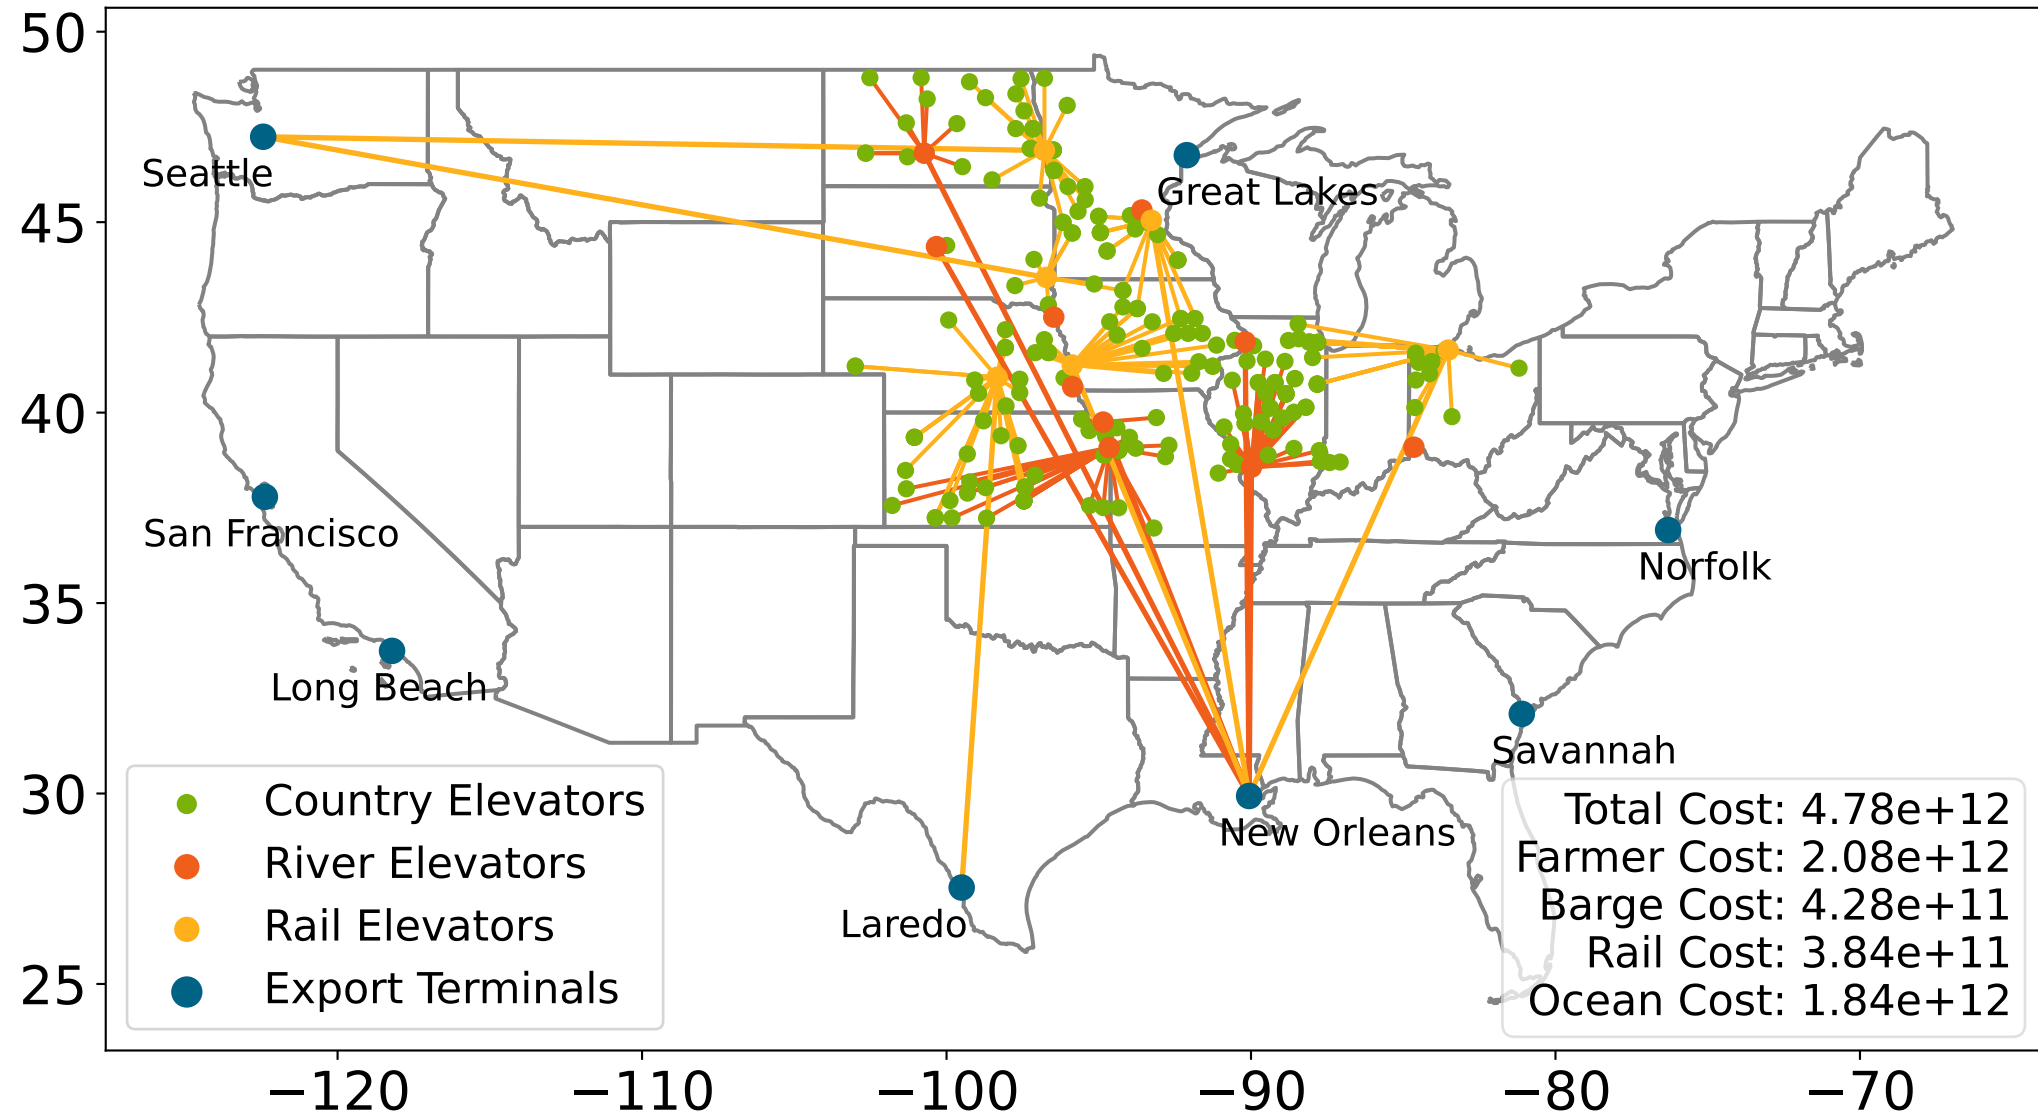 50
45
40
35
30
25
Seattle
Great Lakes
San Francisco
Norfolk
Long Beach
Savannah
New Orleans
Laredo
Country Elevators
River Elevators
Rail Elevators
Export Terminals
Total Cost: 4.78e+12
Farmer Cost: 2.08e+12
Barge Cost: 4.28e+11
Rail Cost: 3.84e+11
Ocean Cost: 1.84e+12
−120 −110 −100 −90 −80 −70